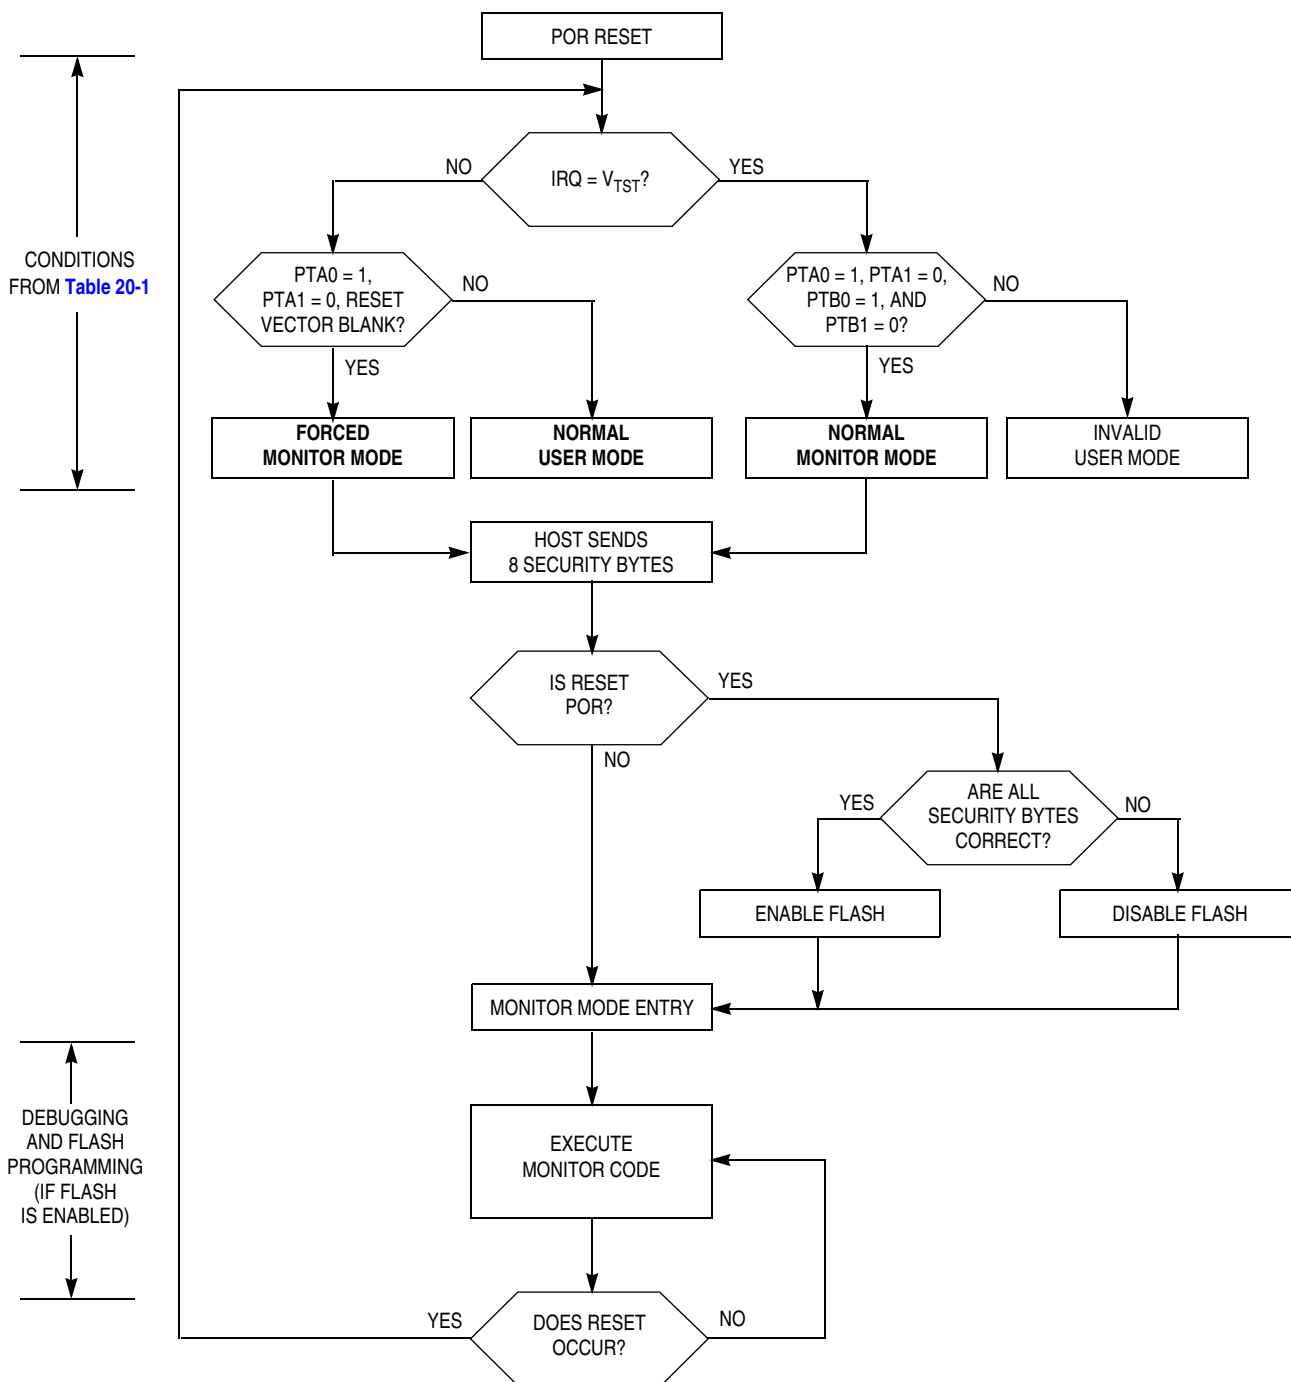 POR RESET
NO
YES
IRQ = VTST?
CONDITIONS
FROM Table 20-1
PTA0 = 1,
PTA1 = 0, RESET
VECTOR BLANK?
NO
YES
PTA0 = 1, PTA1 = 0,
PTB0 = 1, AND
PTB1 = 0?
NO
YES
FORCED
MONITOR MODE
NORMAL
USER MODE
NORMAL
MONITOR MODE
INVALID
USER MODE
HOST SENDS
8 SECURITY BYTES
IS RESET
POR?
YES
NO
ARE ALL
SECURITY BYTES
CORRECT?
YES
NO
ENABLE FLASH
DISABLE FLASH
MONITOR MODE ENTRY
DEBUGGING
AND FLASH
PROGRAMMING
(IF FLASH
IS ENABLED)
EXECUTE
MONITOR CODE
YES
DOES RESET
OCCUR?
NO